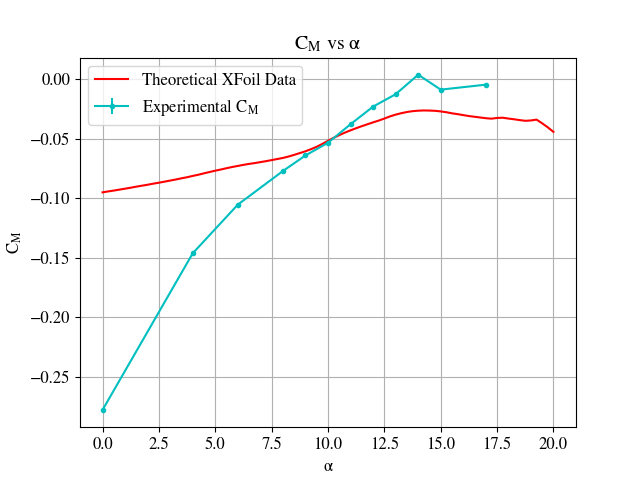 C_M vs α
Theoretical XFoil Data
Experimental C_M
0.00
−0.05
−0.10
−0.15
−0.20
−0.25
C_M
0.0 2.5 5.0 7.5 10.0 12.5 15.0 17.5 20.0
α